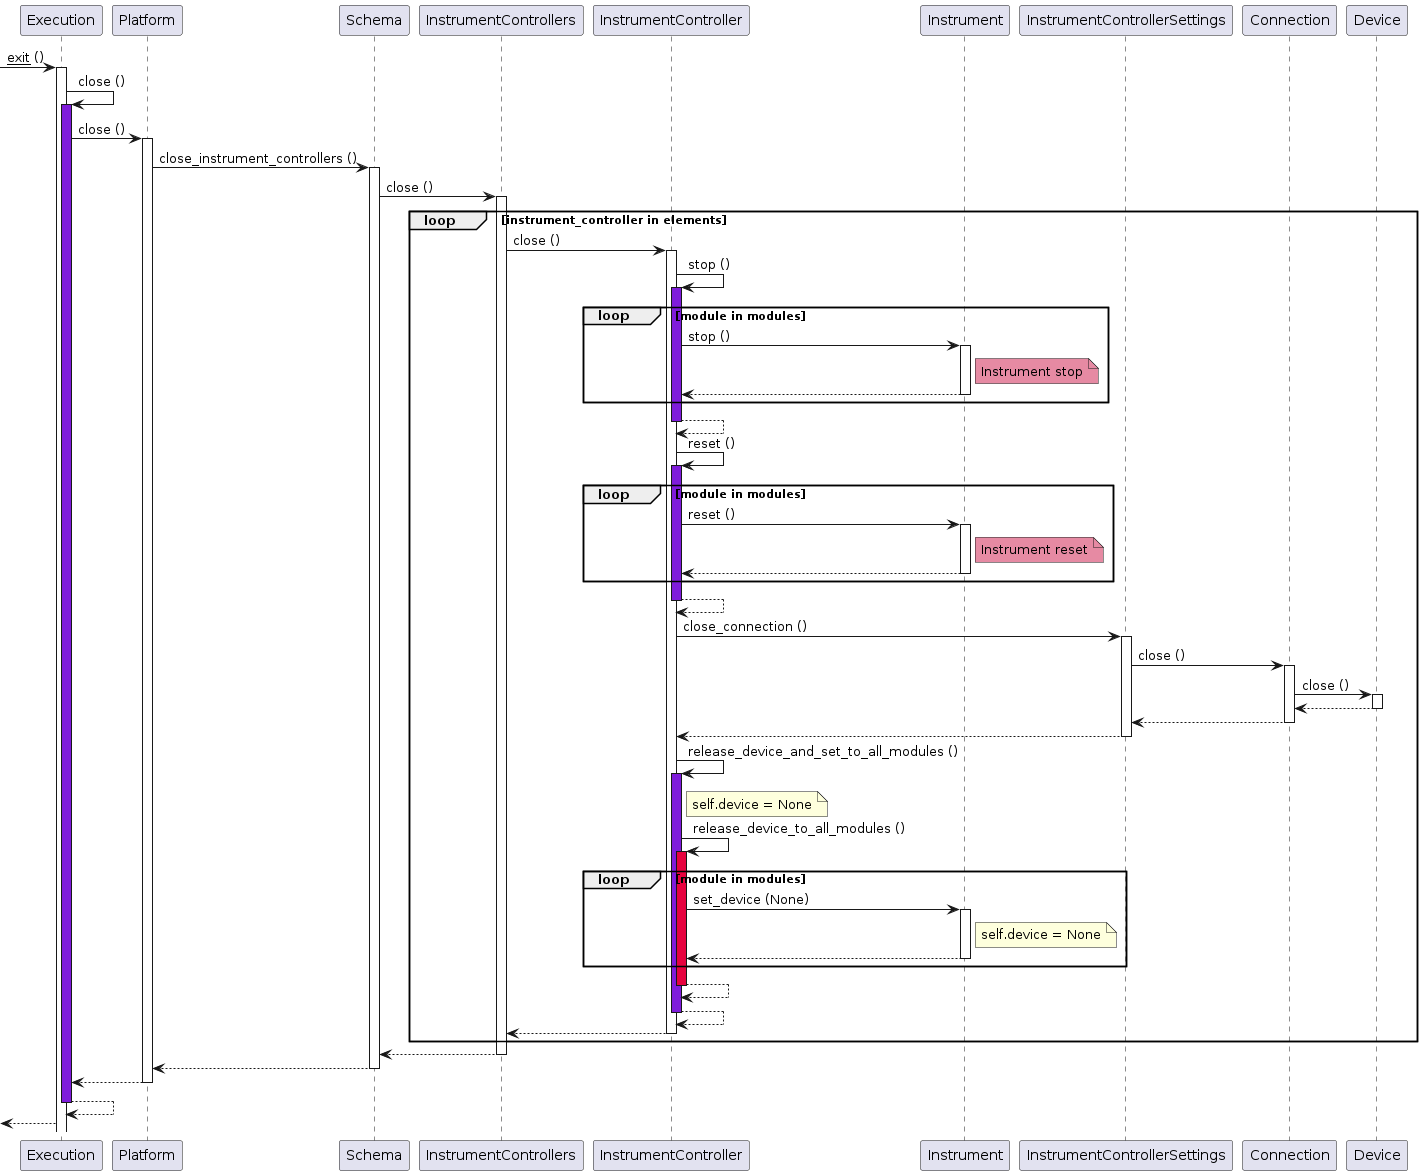 Execution Platform Schema InstrumentControllers InstrumentController Instrument InstrumentControllerSettings Connection Device
exit ()
close ()
close ()
close_instrument_controllers ()
close ()
loop [instrument_controller in elements]
close ()
stop ()
loop [module in modules]
stop ()
Instrument stop
reset ()
loop [module in modules]
reset ()
Instrument reset
close_connection ()
close ()
close ()
release_device_and_set_to_all_modules ()
self.device = None
release_device_to_all_modules ()
loop [module in modules]
set_device (None)
self.device = None
Execution Platform Schema InstrumentControllers InstrumentController Instrument InstrumentControllerSettings Connection Device